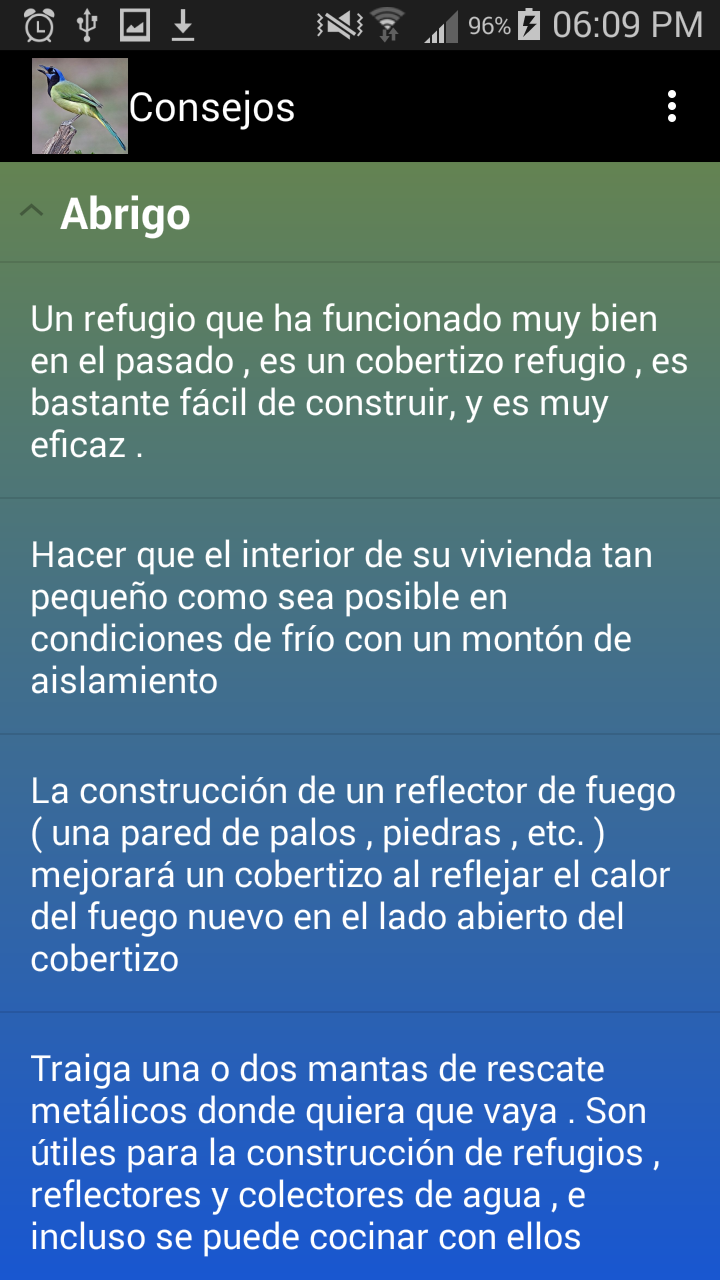 96% 06:09 PM
Consejos
Abrigo
Un refugio que ha funcionado muy bien
en el pasado , es un cobertizo refugio , es
bastante fácil de construir, y es muy
eficaz .
Hacer que el interior de su vivienda tan
pequeño como sea posible en
condiciones de frío con un montón de
aislamiento
La construcción de un reflector de fuego
( una pared de palos , piedras , etc. )
mejorará un cobertizo al reflejar el calor
del fuego nuevo en el lado abierto del
cobertizo
Traiga una o dos mantas de rescate
metálicos donde quiera que vaya . Son
útiles para la construcción de refugios ,
reflectores y colectores de agua , e
incluso se puede cocinar con ellos